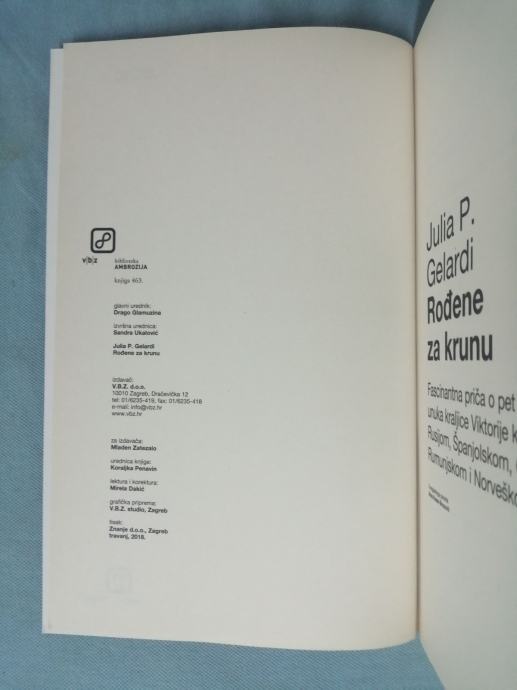 v|b|z
biblioteka
AMBROZIJA
knjiga 463.
glavni urednik:
Drago Glamuzina
izvršna urednica:
Sandra Ukalović
Julia P. Gelardi
Rođene za krunu
izdavač:
V.B.Z. d.o.o.
10010 Zagreb, Dračevička 12
tel: 01/6235-419, fax: 01/6235-418
e-mail: info@vbz.hr
www.vbz.hr
za izdavača:
Mladen Zatezalo
urednica knjige:
Koraljka Penavin
lektura i korektura:
Mirela Dakić
grafička priprema:
V.B.Z. studio, Zagreb
tisak:
Znanje d.o.o., Zagreb
travanj, 2018.
Julia P.
Gelardi
Rođene
za krunu
Fascinantna priča o pet
unuka kraljice Viktorije k
Rusijom, Španjolskom,
Rumunjskom i Norveško